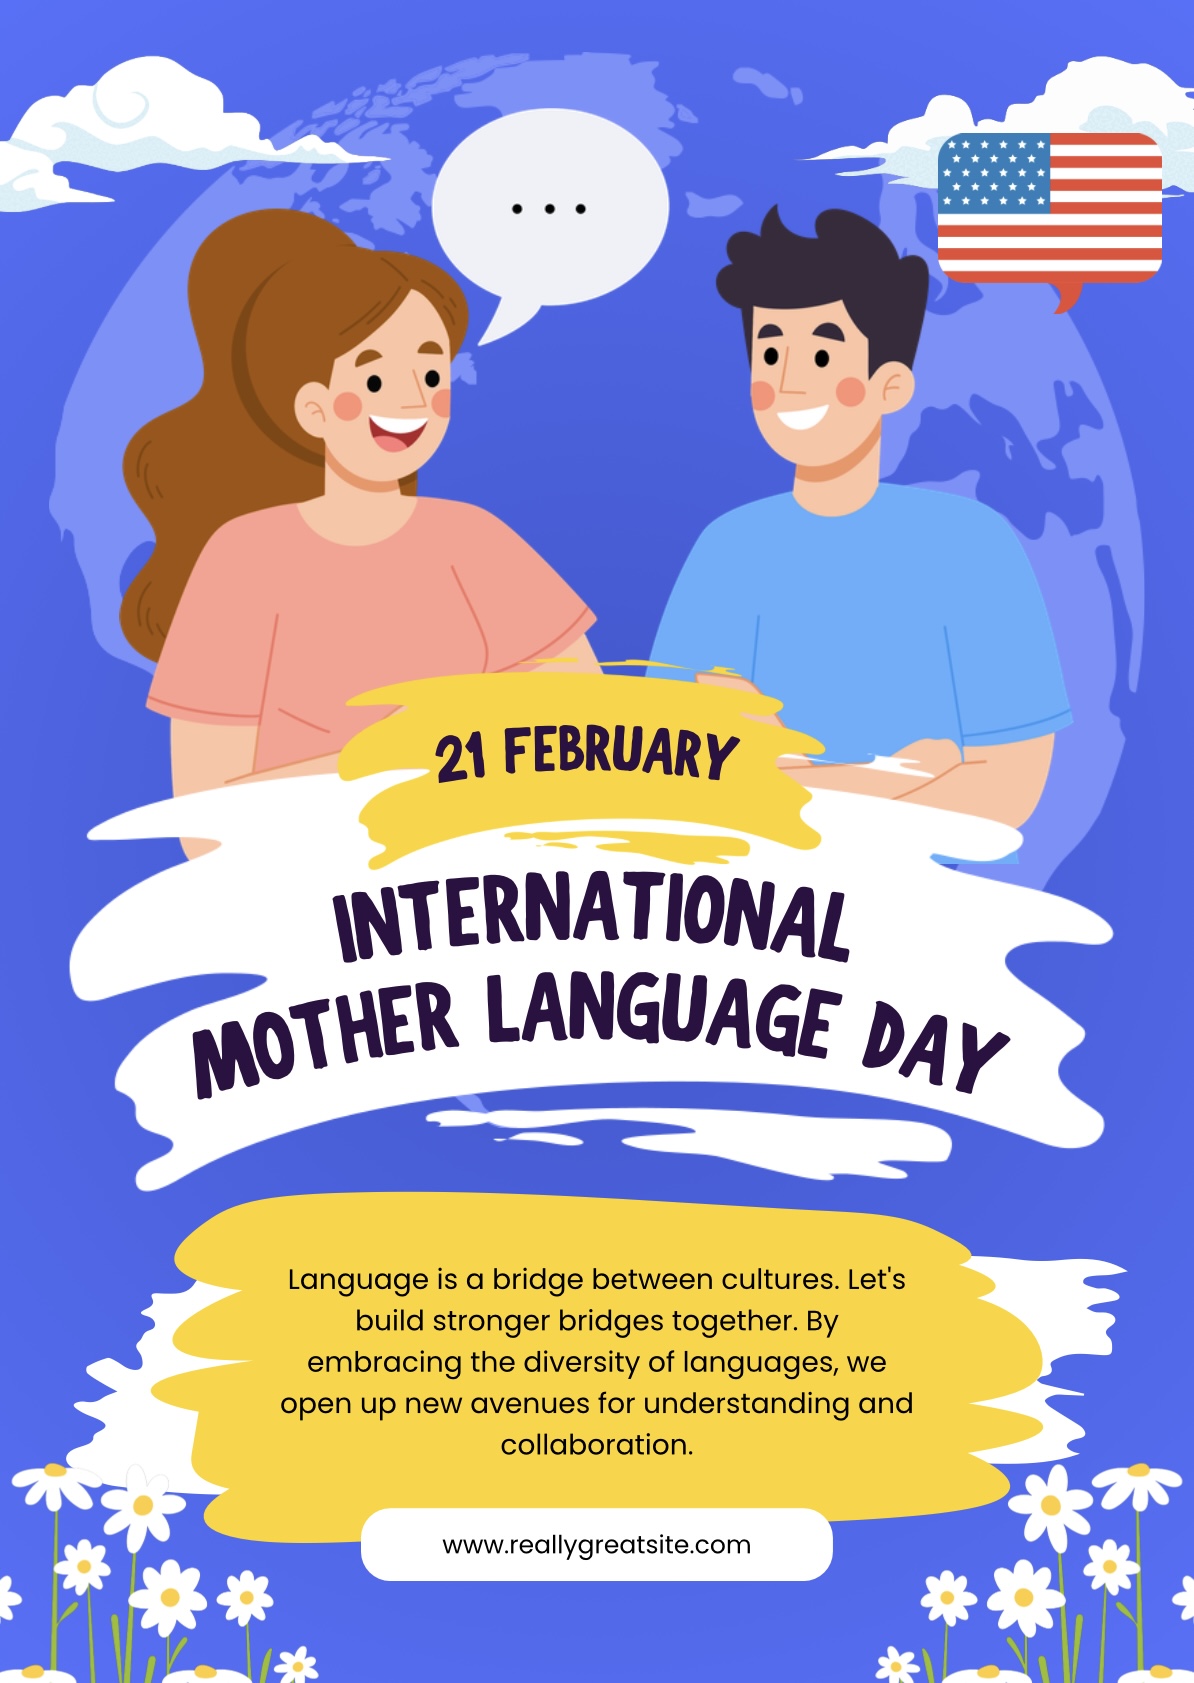 21 FEBRUARY
INTERNATIONAL
MOTHER LANGUAGE DAY
Language is a bridge between cultures. Let's
build stronger bridges together. By
embracing the diversity of languages, we
open up new avenues for understanding and
collaboration.
www.reallygreatsite.com